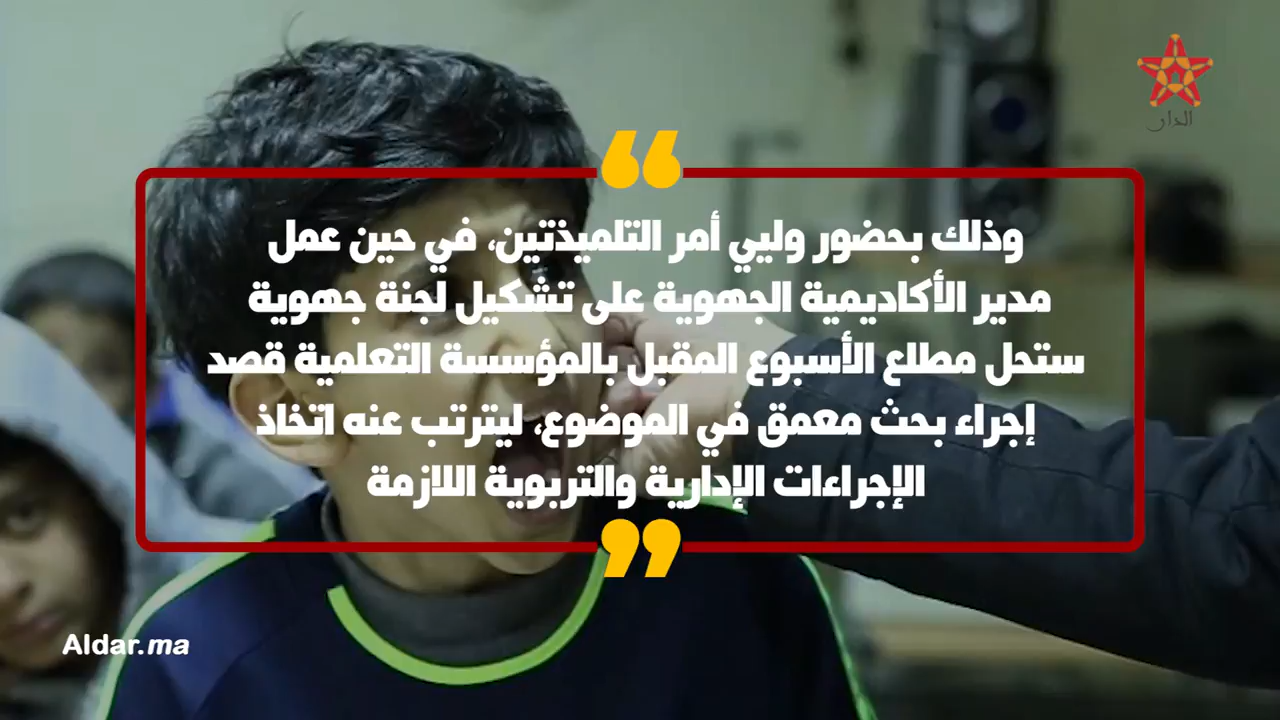 الدار
وذلك بحضور وليي أمر التلميذتين، في حين عمل
مدير الأكاديمية الجهوية على تشكيل لجنة جهوية
ستحل مطلع الأسبوع المقبل بالمؤسسة التعلمية قصد
إجراء بحث معمق في الموضوع، ليترتب عنه اتخاذ
الإجراءات الإدارية والتربوية اللازمة
Aldar.ma